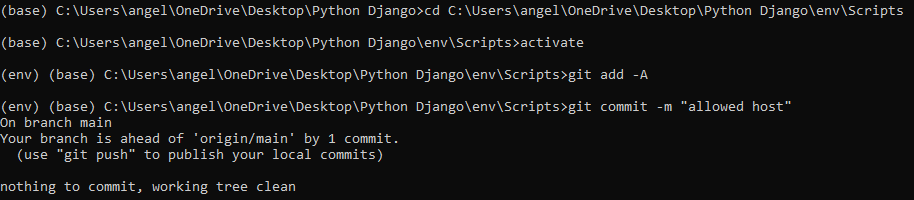 (base) C:\Users\angel\OneDrive\Desktop\Python Django>cd C:\Users\angel\OneDrive\Desktop\Python Django\env\Scripts
(base) C:\Users\angel\OneDrive\Desktop\Python Django\env\Scripts>activate
(env) (base) C:\Users\angel\OneDrive\Desktop\Python Django\env\Scripts>git add -A
(env) (base) C:\Users\angel\OneDrive\Desktop\Python Django\env\Scripts>git commit -m "allowed host"
On branch main
Your branch is ahead of 'origin/main' by 1 commit.
  (use "git push" to publish your local commits)
nothing to commit, working tree clean